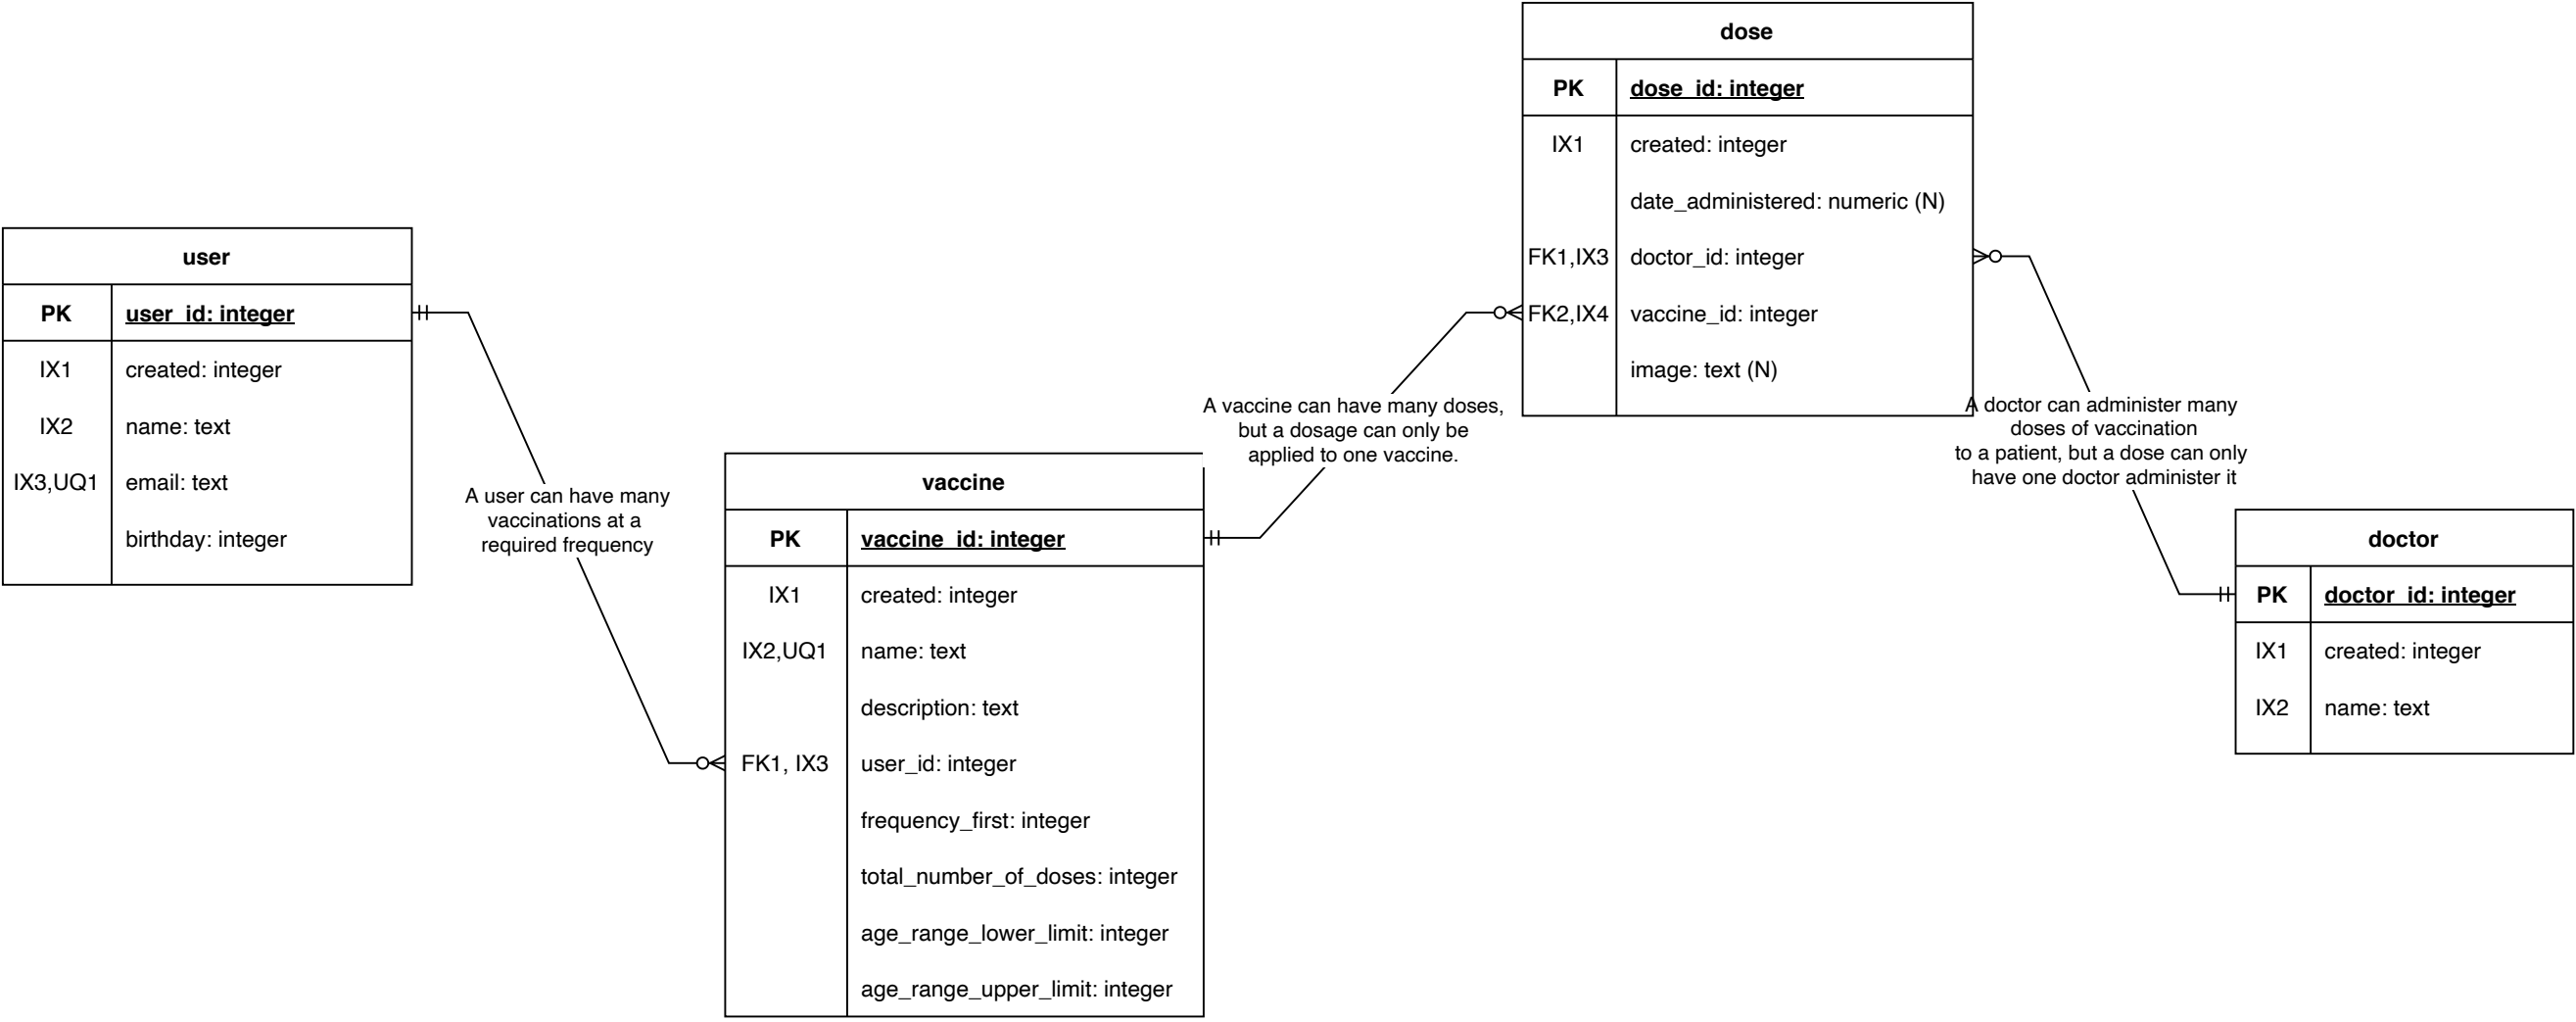 user
PK user_id: integer
IX1 created: integer
IX2 name: text
IX3,UQ1 email: text
birthday: integer
A user can have many
vaccinations at a
required frequency
vaccine
PK vaccine_id: integer
IX1 created: integer
IX2,UQ1 name: text
description: text
FK1, IX3 user_id: integer
frequency_first: integer
total_number_of_doses: integer
age_range_lower_limit: integer
age_range_upper_limit: integer
A vaccine can have many doses,
but a dosage can only be
applied to one vaccine.
dose
PK dose_id: integer
IX1 created: integer
date_administered: numeric (N)
FK1,IX3 doctor_id: integer
FK2,IX4 vaccine_id: integer
image: text (N)
A doctor can administer many
doses of vaccination
to a patient, but a dose can only
have one doctor administer it
doctor
PK doctor_id: integer
IX1 created: integer
IX2 name: text